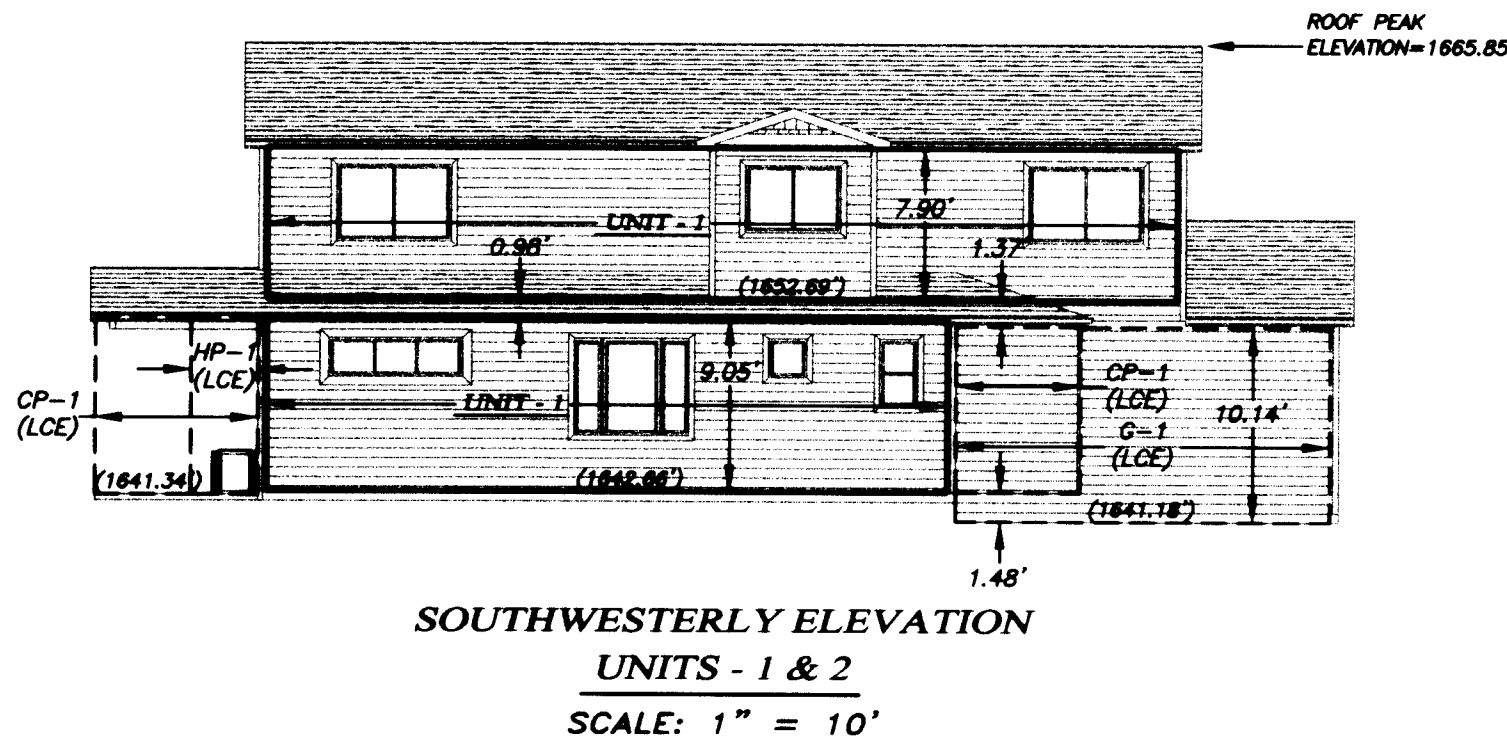 ROOF PEAK
ELEVATION=1665.85
7.90'
UNIT - 1
0.98'
1.37'
(1652.69')
HP-1
(LCE)
CP-1
(LCE)
9.05'
CP-1
(LCE)
UNIT - 1
10.14'
G-1
(LCE)
(1641.34')
(1642.66')
(1641.18')
1.48'
SOUTHWESTERLY ELEVATION
UNITS - 1 & 2
SCALE: 1" = 10'